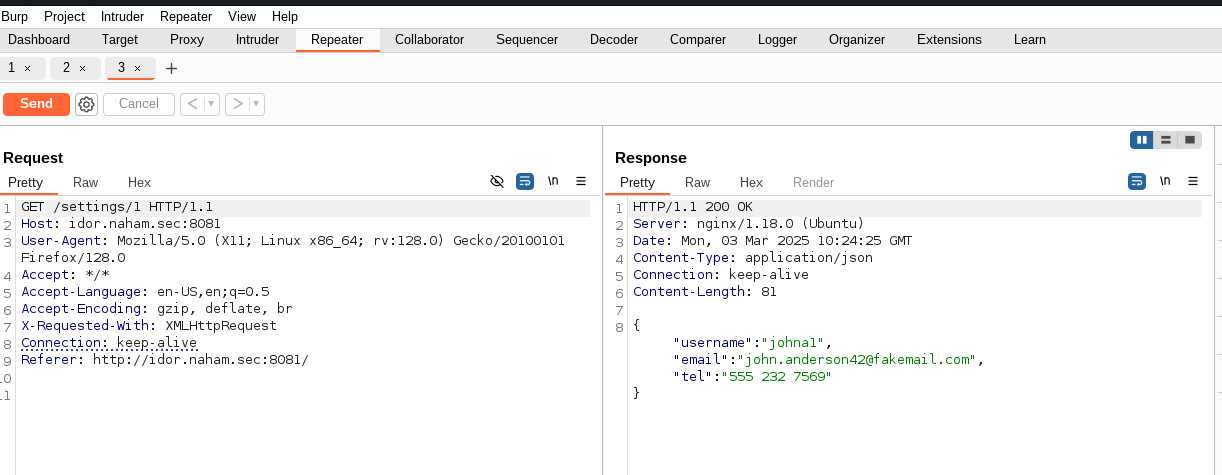 Burp Project Intruder Repeater View Help
Dashboard Target Proxy Intruder Repeater Collaborator Sequencer Decoder Comparer Logger Organizer Extensions Learn
1 × 2 × 3 × +
Send Cancel < ▼ > ▼
Request
Pretty Raw Hex
\n
1 GET /settings/1 HTTP/1.1
2 Host: idor.naham.sec:8081
3 User-Agent: Mozilla/5.0 (X11; Linux x86_64; rv:128.0) Gecko/20100101
Firefox/128.0
4 Accept: */*
5 Accept-Language: en-US,en;q=0.5
6 Accept-Encoding: gzip, deflate, br
7 X-Requested-With: XMLHttpRequest
8 Connection: keep-alive
9 Referer: http://idor.naham.sec:8081/
10
11
Response
Pretty Raw Hex Render
\n
1 HTTP/1.1 200 OK
2 Server: nginx/1.18.0 (Ubuntu)
3 Date: Mon, 03 Mar 2025 10:24:25 GMT
4 Content-Type: application/json
5 Connection: keep-alive
6 Content-Length: 81
7
8 {
"username":"johna1",
"email":"john.anderson42@fakemail.com",
"tel":"555 232 7569"
}